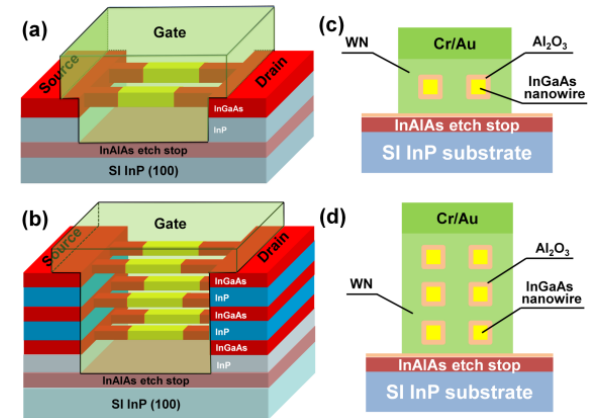 (a)
Gate
Source
Drain
InGaAs
InP
InAlAs etch stop
SI InP (100)
(c)
WN
Cr/Au
Al₂O₃
InGaAs
nanowire
InAlAs etch stop
SI InP substrate
(b)
Gate
Source
Drain
InGaAs
InP
InGaAs
InP
InGaAs
InP
InAlAs etch stop
SI InP (100)
(d)
Cr/Au
Al₂O₃
InGaAs
nanowire
WN
InAlAs etch stop
SI InP substrate